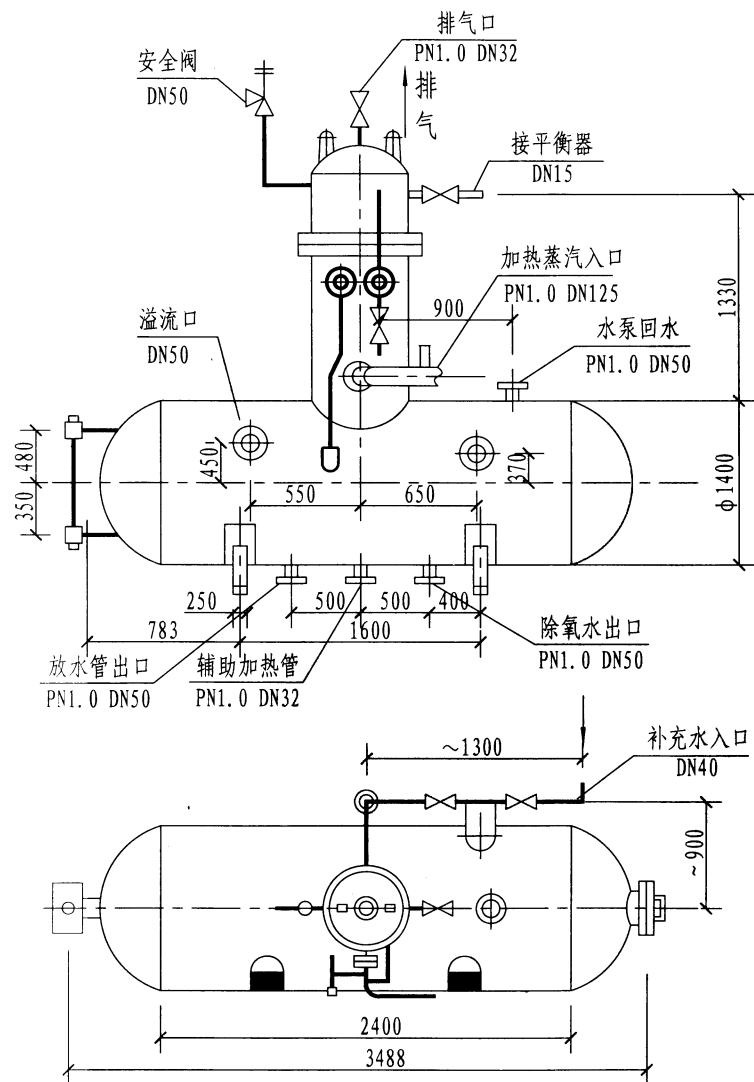 排气口
PN1.0 DN32
安全阀
DN50
排
气
接平衡器
DN15
加热蒸汽入口
PN1.0 DN125
900
1330
溢流口
DN50
水泵回水
PN1.0 DN50
480
450
370
φ1400
350
550
650
250
500
500
400
783
1600
除氧水出口
PN1.0 DN50
放水管出口
PN1.0 DN50
辅助加热管
PN1.0 DN32
~1300
补充水入口
DN40
~900
2400
3488